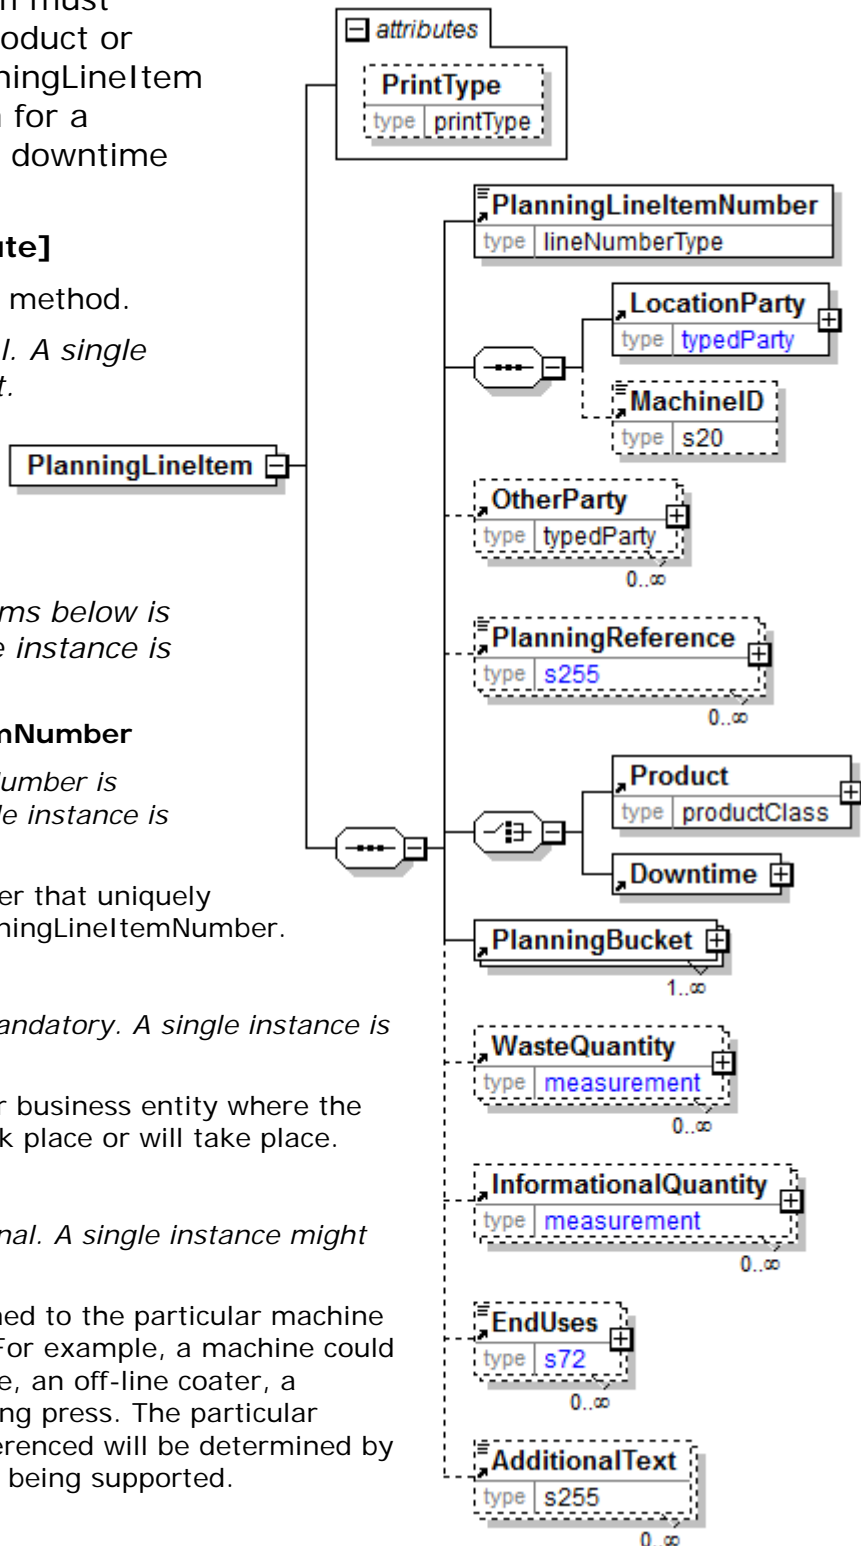 must
oduct or
ningLineItem
for a
downtime
ute]
method.
l. A single
t.
ms below is
e instance is
mNumber
Number is
le instance is
er that uniquely
ningLineItemNumber.
andatory. A single instance is
r business entity where the
k place or will take place.
nal. A single instance might
ned to the particular machine
For example, a machine could
e, an off-line coater, a
ng press. The particular
erenced will be determined by
being supported.
PlanningLineItem
attributes
PrintType
type printType
PlanningLineItemNumber
type lineNumberType
LocationParty
type typedParty
MachineID
type s20
OtherParty
type typedParty
0..∞
PlanningReference
type s255
0..∞
Product
type productClass
Downtime
PlanningBucket
1..∞
WasteQuantity
type measurement
0..∞
InformationalQuantity
type measurement
0..∞
EndUses
type s72
0..∞
AdditionalText
type s255
0..∞